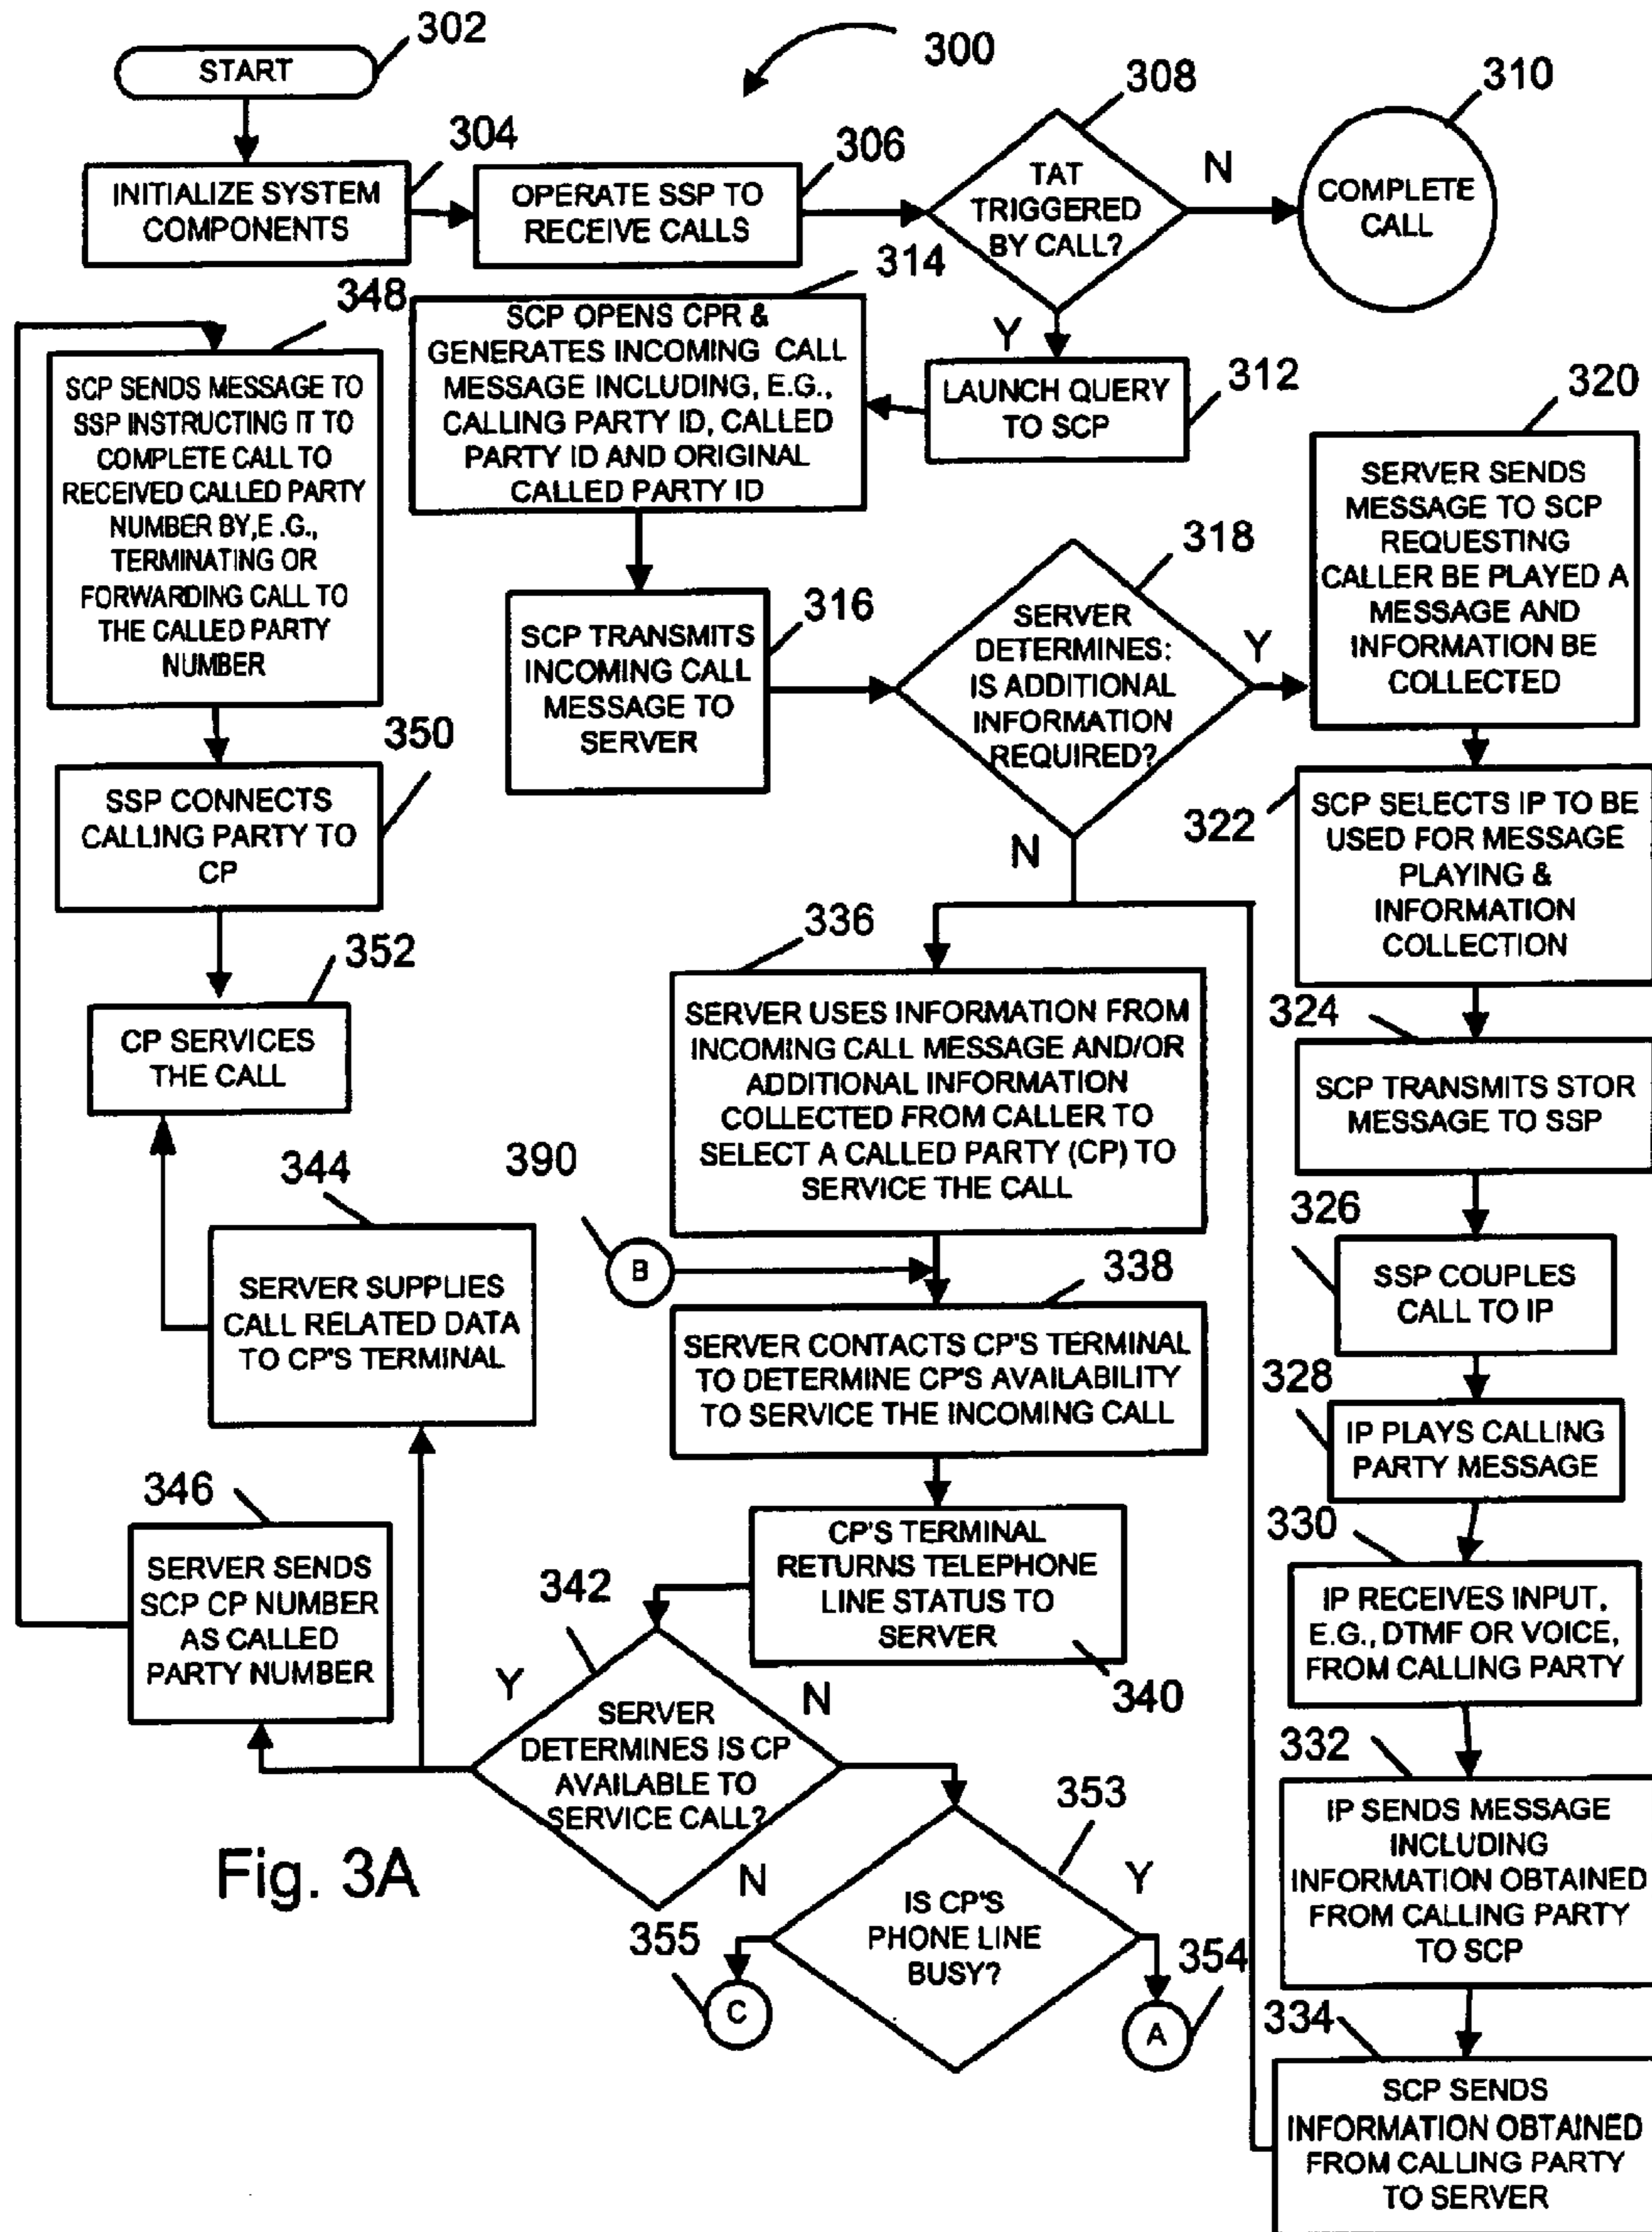 302
START
300
308
310
304
306
INITIALIZE SYSTEM
COMPONENTS
OPERATE SSP TO
RECEIVE CALLS
TAT
TRIGGERED
BY CALL?
N
COMPLETE
CALL
Y
314
SCP OPENS CPR &
GENERATES INCOMING CALL
MESSAGE INCLUDING, E.G.,
CALLING PARTY ID, CALLED
PARTY ID AND ORIGINAL
CALLED PARTY ID
312
LAUNCH QUERY
TO SCP
348
SCP SENDS MESSAGE TO
SSP INSTRUCTING IT TO
COMPLETE CALL TO
RECEIVED CALLED PARTY
NUMBER BY,E .G.,
TERMINATING OR
FORWARDING CALL TO
THE CALLED PARTY
NUMBER
316
SCP TRANSMITS
INCOMING CALL
MESSAGE TO
SERVER
318
SERVER
DETERMINES:
IS ADDITIONAL
INFORMATION
REQUIRED?
Y
N
320
SERVER SENDS
MESSAGE TO SCP
REQUESTING
CALLER BE PLAYED A
MESSAGE AND
INFORMATION BE
COLLECTED
350
SSP CONNECTS
CALLING PARTY TO
CP
322
SCP SELECTS IP TO BE
USED FOR MESSAGE
PLAYING &
INFORMATION
COLLECTION
352
CP SERVICES
THE CALL
336
SERVER USES INFORMATION FROM
INCOMING CALL MESSAGE AND/OR
ADDITIONAL INFORMATION
COLLECTED FROM CALLER TO
SELECT A CALLED PARTY (CP) TO
SERVICE THE CALL
324
SCP TRANSMITS STOR
MESSAGE TO SSP
390
B
344
SERVER SUPPLIES
CALL RELATED DATA
TO CP'S TERMINAL
338
SERVER CONTACTS CP'S TERMINAL
TO DETERMINE CP'S AVAILABILITY
TO SERVICE THE INCOMING CALL
326
SSP COUPLES
CALL TO IP
328
IP PLAYS CALLING
PARTY MESSAGE
346
SERVER SENDS
SCP CP NUMBER
AS CALLED
PARTY NUMBER
CP'S TERMINAL
RETURNS TELEPHONE
LINE STATUS TO
SERVER
340
330
IP RECEIVES INPUT,
E.G., DTMF OR VOICE,
FROM CALLING PARTY
342
Y
N
SERVER
DETERMINES IS CP
AVAILABLE TO
SERVICE CALL?
332
IP SENDS MESSAGE
INCLUDING
INFORMATION OBTAINED
FROM CALLING PARTY
TO SCP
353
N
Y
IS CP'S
PHONE LINE
BUSY?
355
C
354
A
334
SCP SENDS
INFORMATION OBTAINED
FROM CALLING PARTY
TO SERVER
Fig. 3A